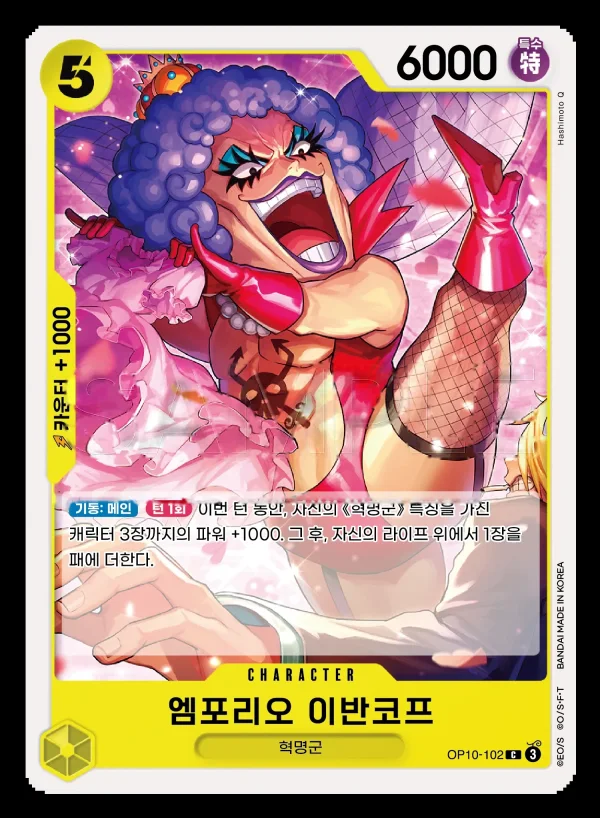 5
6000
특수
特
Hashimoto Q
카운터 +1000
SAMPLE
기동: 메인 턴 1회 이번 턴 동안, 자신의 《혁명군》 특징을 가진
캐릭터 3장까지의 파워 +1000. 그 후, 자신의 라이프 위에서 1장을
패에 더한다.
CHARACTER
엠포리오 이반코프
혁명군
OP10-102 C 3
©EO/S ©O/S·F·T BANDAI MADE IN KOREA